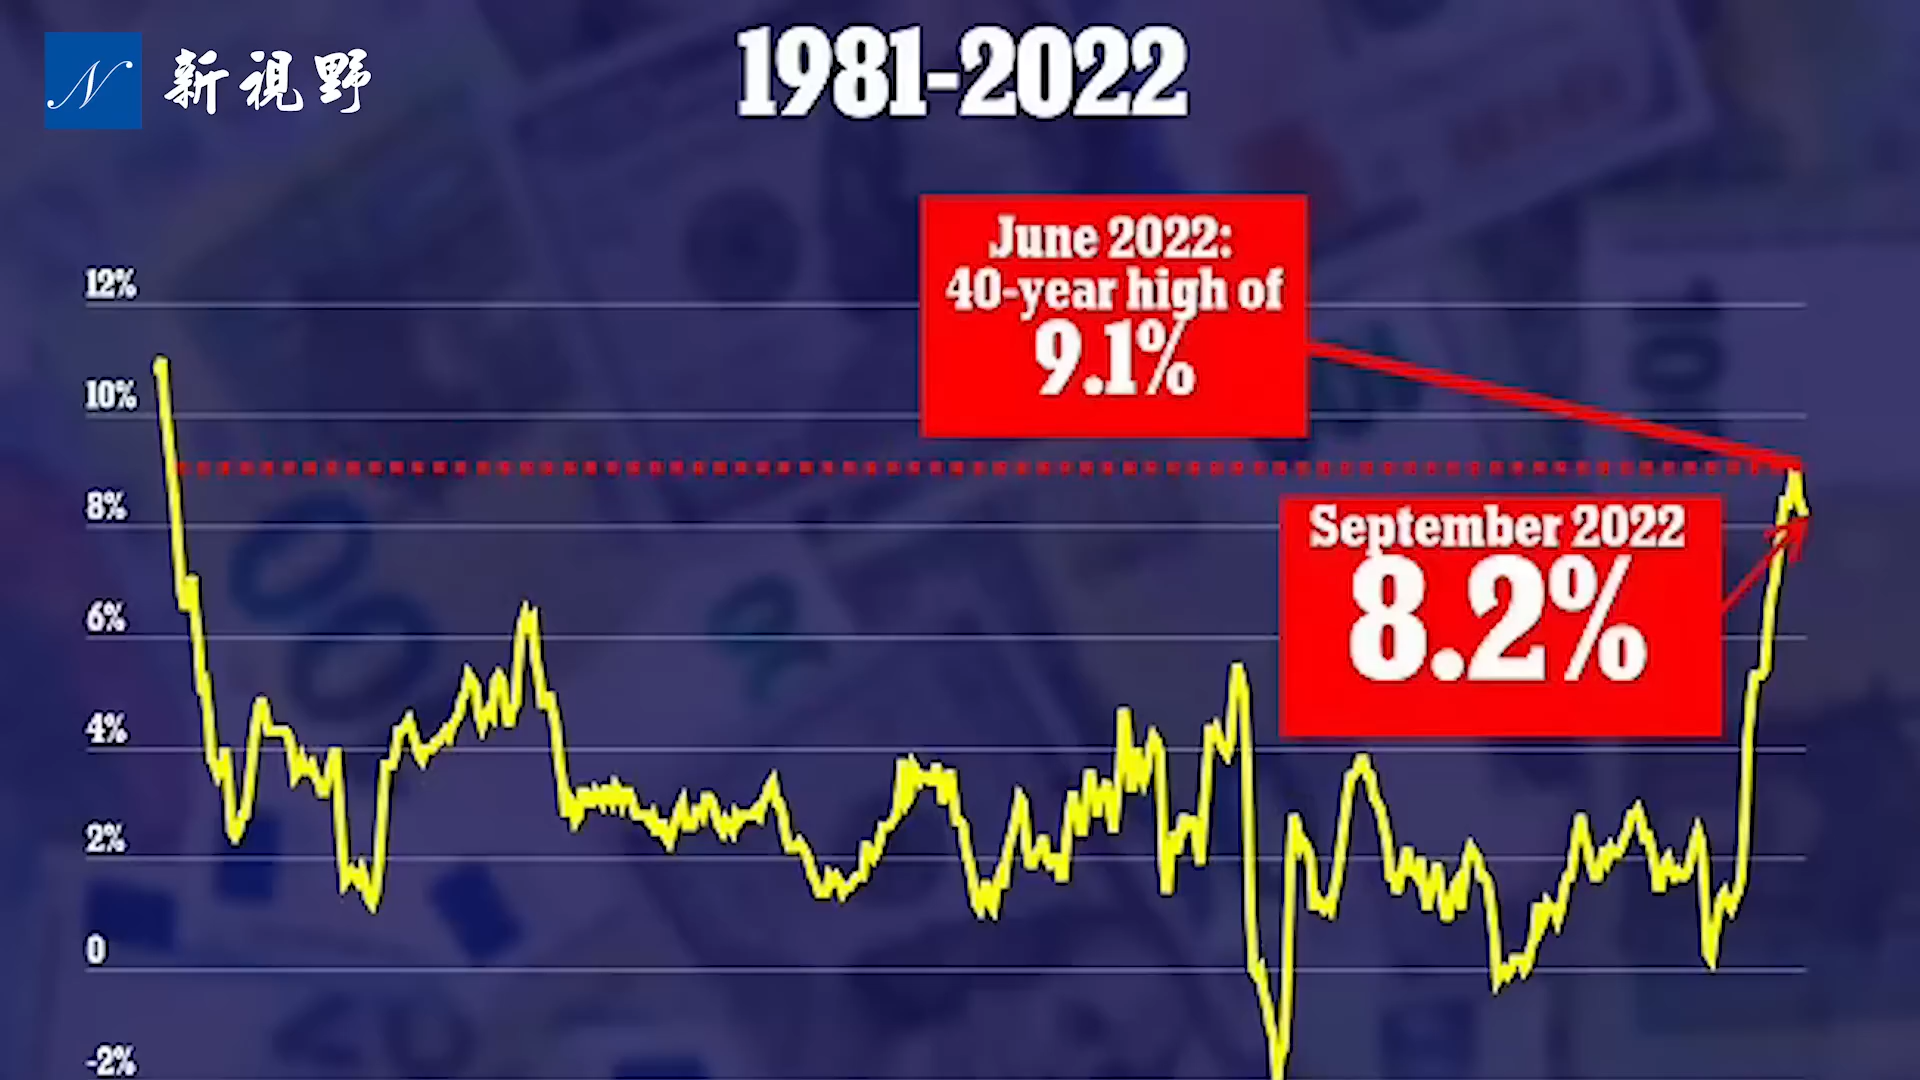 新視野
1981-2022
June 2022:
40-year high of
9.1%
September 2022
8.2%
12%
10%
8%
6%
4%
2%
0
-2%